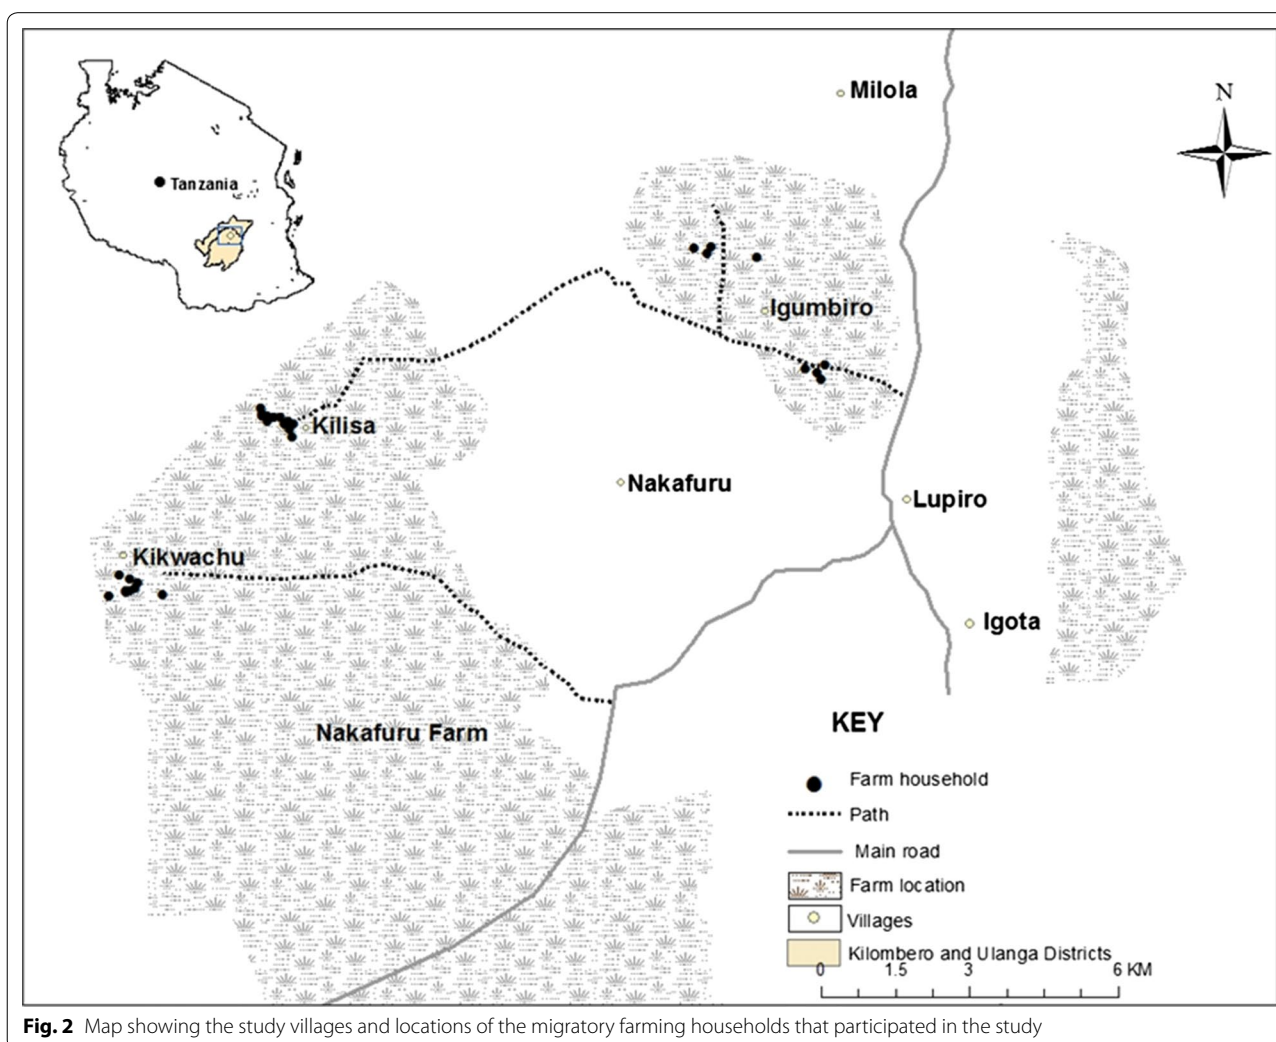 Milola
N
Tanzania
Igumbiro
Kilisa
Nakafuru
Lupiro
Kikwachu
Igota
Nakafuru Farm
KEY
Farm household
Path
Main road
Farm location
Villages
Kilombero and Ulanga Districts
0 1.5 3 6 KM
Fig. 2 Map showing the study villages and locations of the migratory farming households that participated in the study